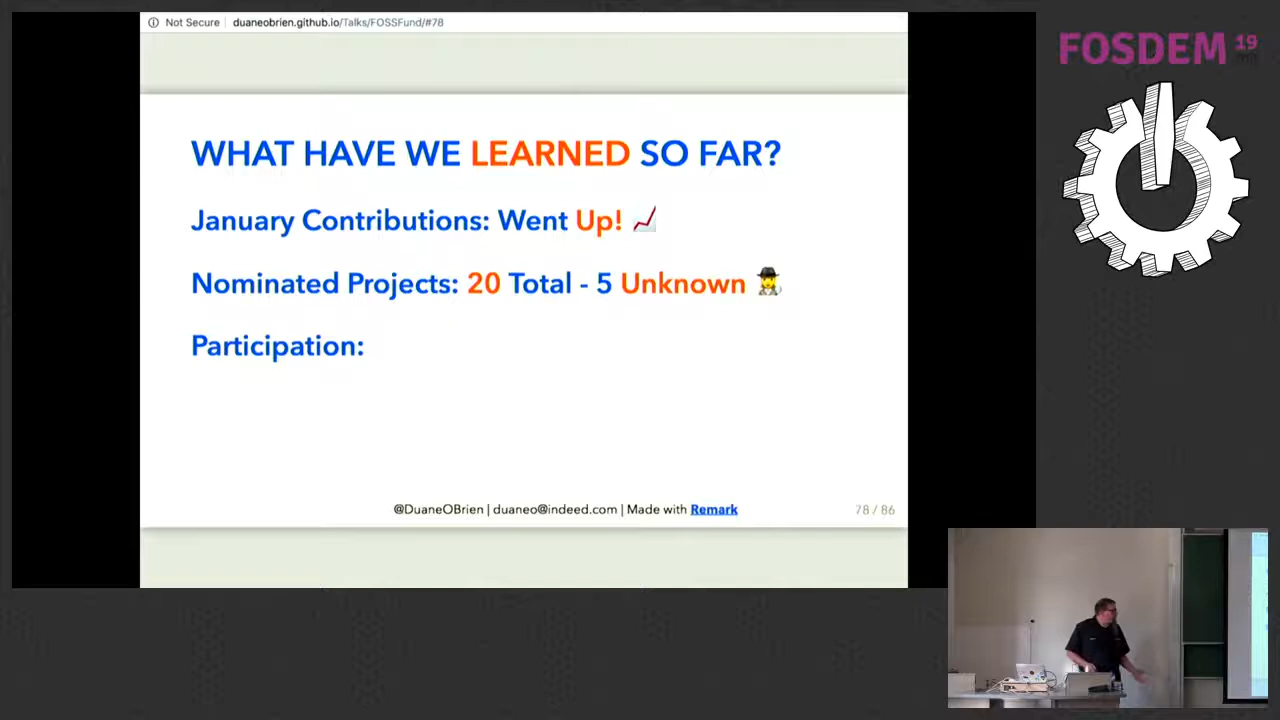 Not Secure duaneobrien.github.io/Talks/FOSSFund/#78
FOSDEM 19
WHAT HAVE WE LEARNED SO FAR?
January Contributions: Went Up!
Nominated Projects: 20 Total - 5 Unknown
Participation:
@DuaneOBrien | duaneo@indeed.com | Made with Remark
78 / 86